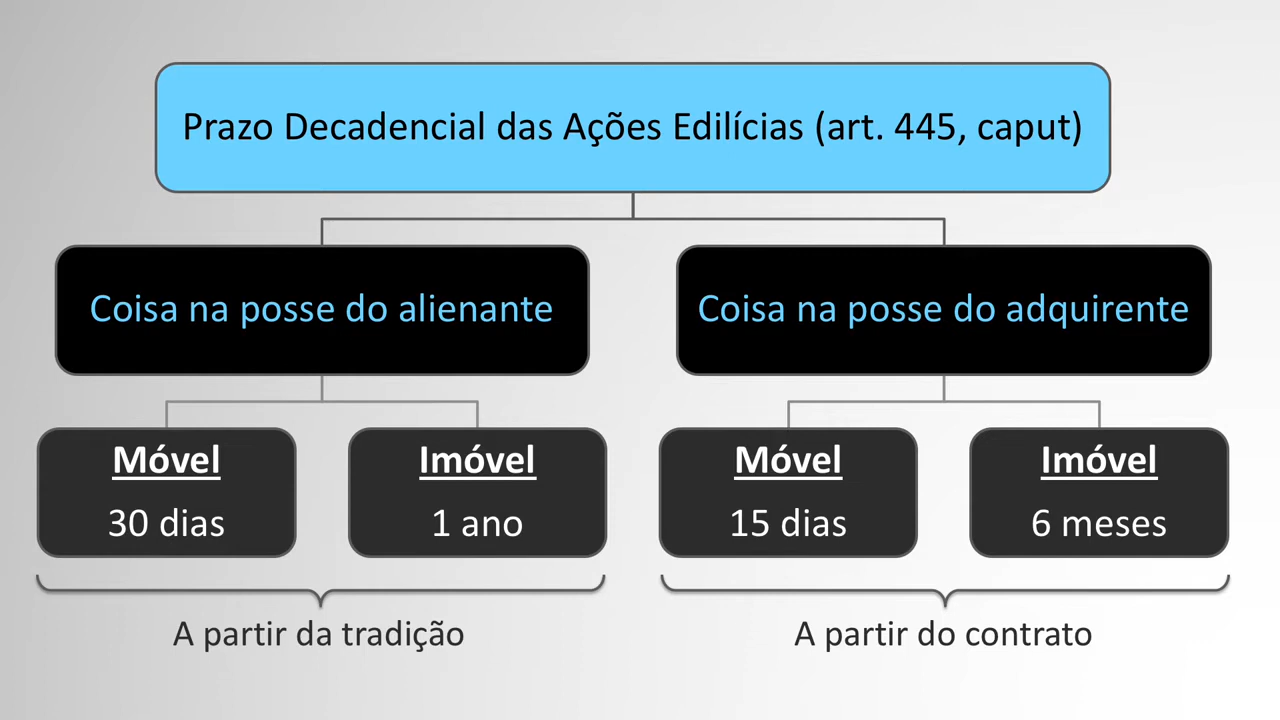 Prazo Decadencial das Ações Edilícias (art. 445, caput)
Coisa na posse do alienante
Coisa na posse do adquirente
Móvel
30 dias
Imóvel
1 ano
Móvel
15 dias
Imóvel
6 meses
A partir da tradição
A partir do contrato